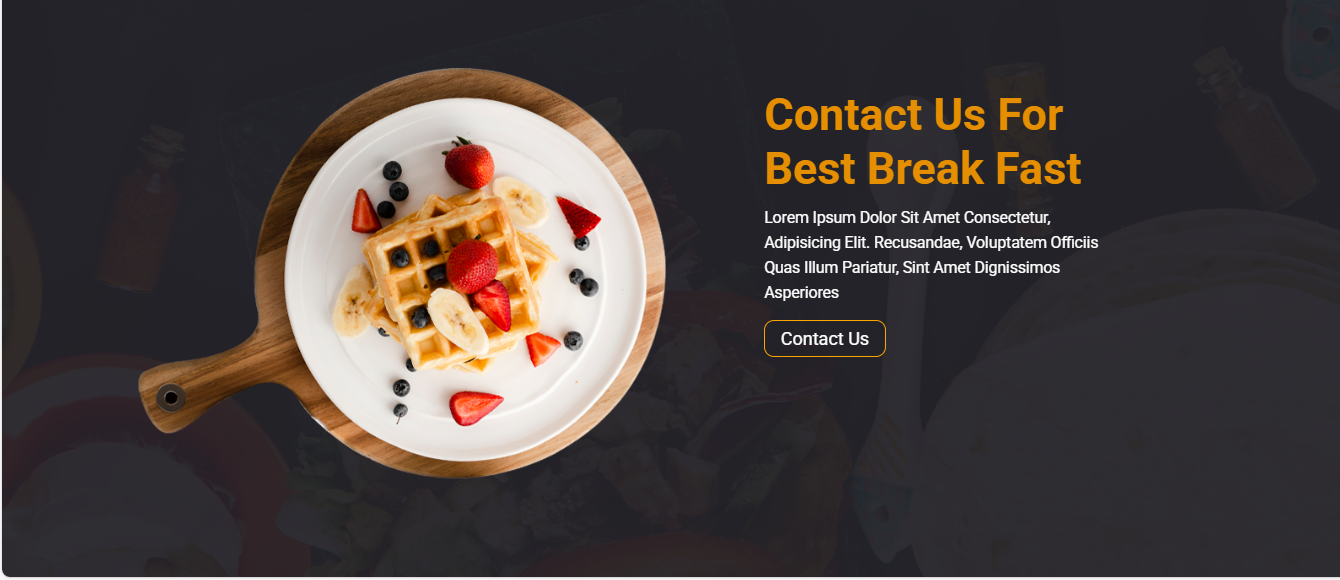 Contact Us For
Best Break Fast
Lorem Ipsum Dolor Sit Amet Consectetur,
Adipisicing Elit. Recusandae, Voluptatem Officiis
Quas Illum Pariatur, Sint Amet Dignissimos
Asperiores
Contact Us